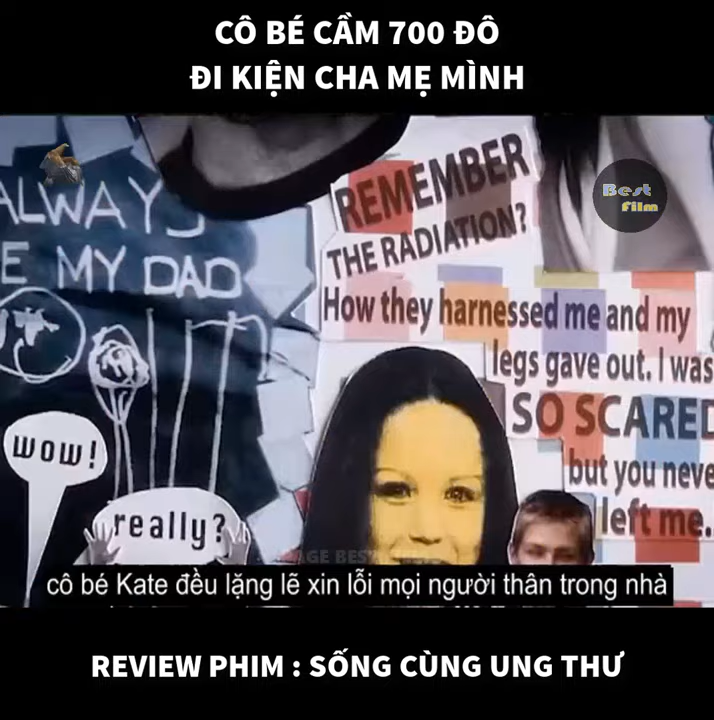 CÔ BÉ CẦM 700 ĐÔ
ĐI KIỆN CHA MẸ MÌNH
Best
film
ALWAYS
E MY DAD
REMEMBER
THE RADIATION?
How they harnessed me and my
legs gave out. I was
SO SCARED
but you neve
left me.
wow!
really?
cô bé Kate đều lặng lẽ xin lỗi mọi người thân trong nhà
REVIEW PHIM : SỐNG CÙNG UNG THƯ